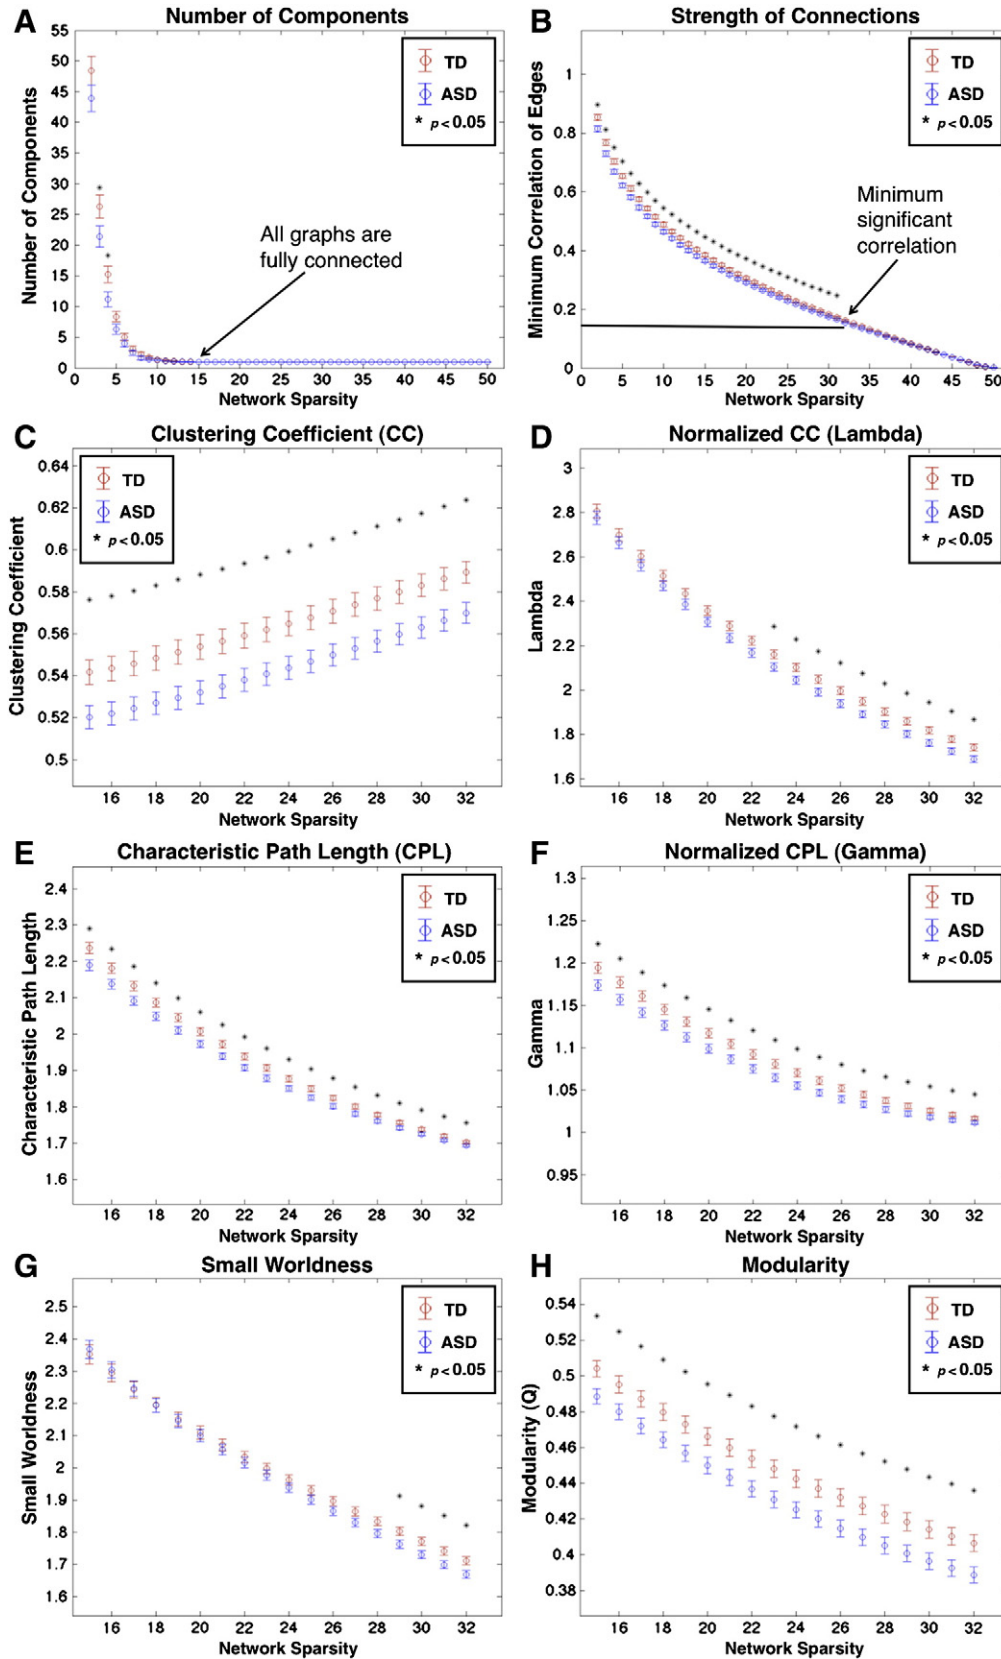 A Number of Components
55
50
45
40
35
30
25
20
15
10
5
0
Number of Components
TD
ASD
* p < 0.05
All graphs are
fully connected
0 5 10 15 20 25 30 35 40 45 50
Network Sparsity
B Strength of Connections
1
0.8
0.6
0.4
0.2
0
Minimum Correlation of Edges
TD
ASD
* p < 0.05
Minimum
significant
correlation
0 5 10 15 20 25 30 35 40 45 50
Network Sparsity
C Clustering Coefficient (CC)
0.64
0.62
0.6
0.58
0.56
0.54
0.52
0.5
Clustering Coefficient
TD
ASD
* p < 0.05
16 18 20 22 24 26 28 30 32
Network Sparsity
D Normalized CC (Lambda)
3
2.8
2.6
2.4
2.2
2
1.8
1.6
Lambda
TD
ASD
* p < 0.05
16 18 20 22 24 26 28 30 32
Network Sparsity
E Characteristic Path Length (CPL)
2.4
2.3
2.2
2.1
2
1.9
1.8
1.7
1.6
Characteristic Path Length
TD
ASD
* p < 0.05
16 18 20 22 24 26 28 30 32
Network Sparsity
F Normalized CPL (Gamma)
1.3
1.25
1.2
1.15
1.1
1.05
1
0.95
Gamma
TD
ASD
* p < 0.05
16 18 20 22 24 26 28 30 32
Network Sparsity
G Small Worldness
2.5
2.4
2.3
2.2
2.1
2
1.9
1.8
1.7
1.6
Small Worldness
TD
ASD
* p < 0.05
16 18 20 22 24 26 28 30 32
Network Sparsity
H Modularity
0.54
0.52
0.5
0.48
0.46
0.44
0.42
0.4
0.38
Modularity (Q)
TD
ASD
* p < 0.05
16 18 20 22 24 26 28 30 32
Network Sparsity